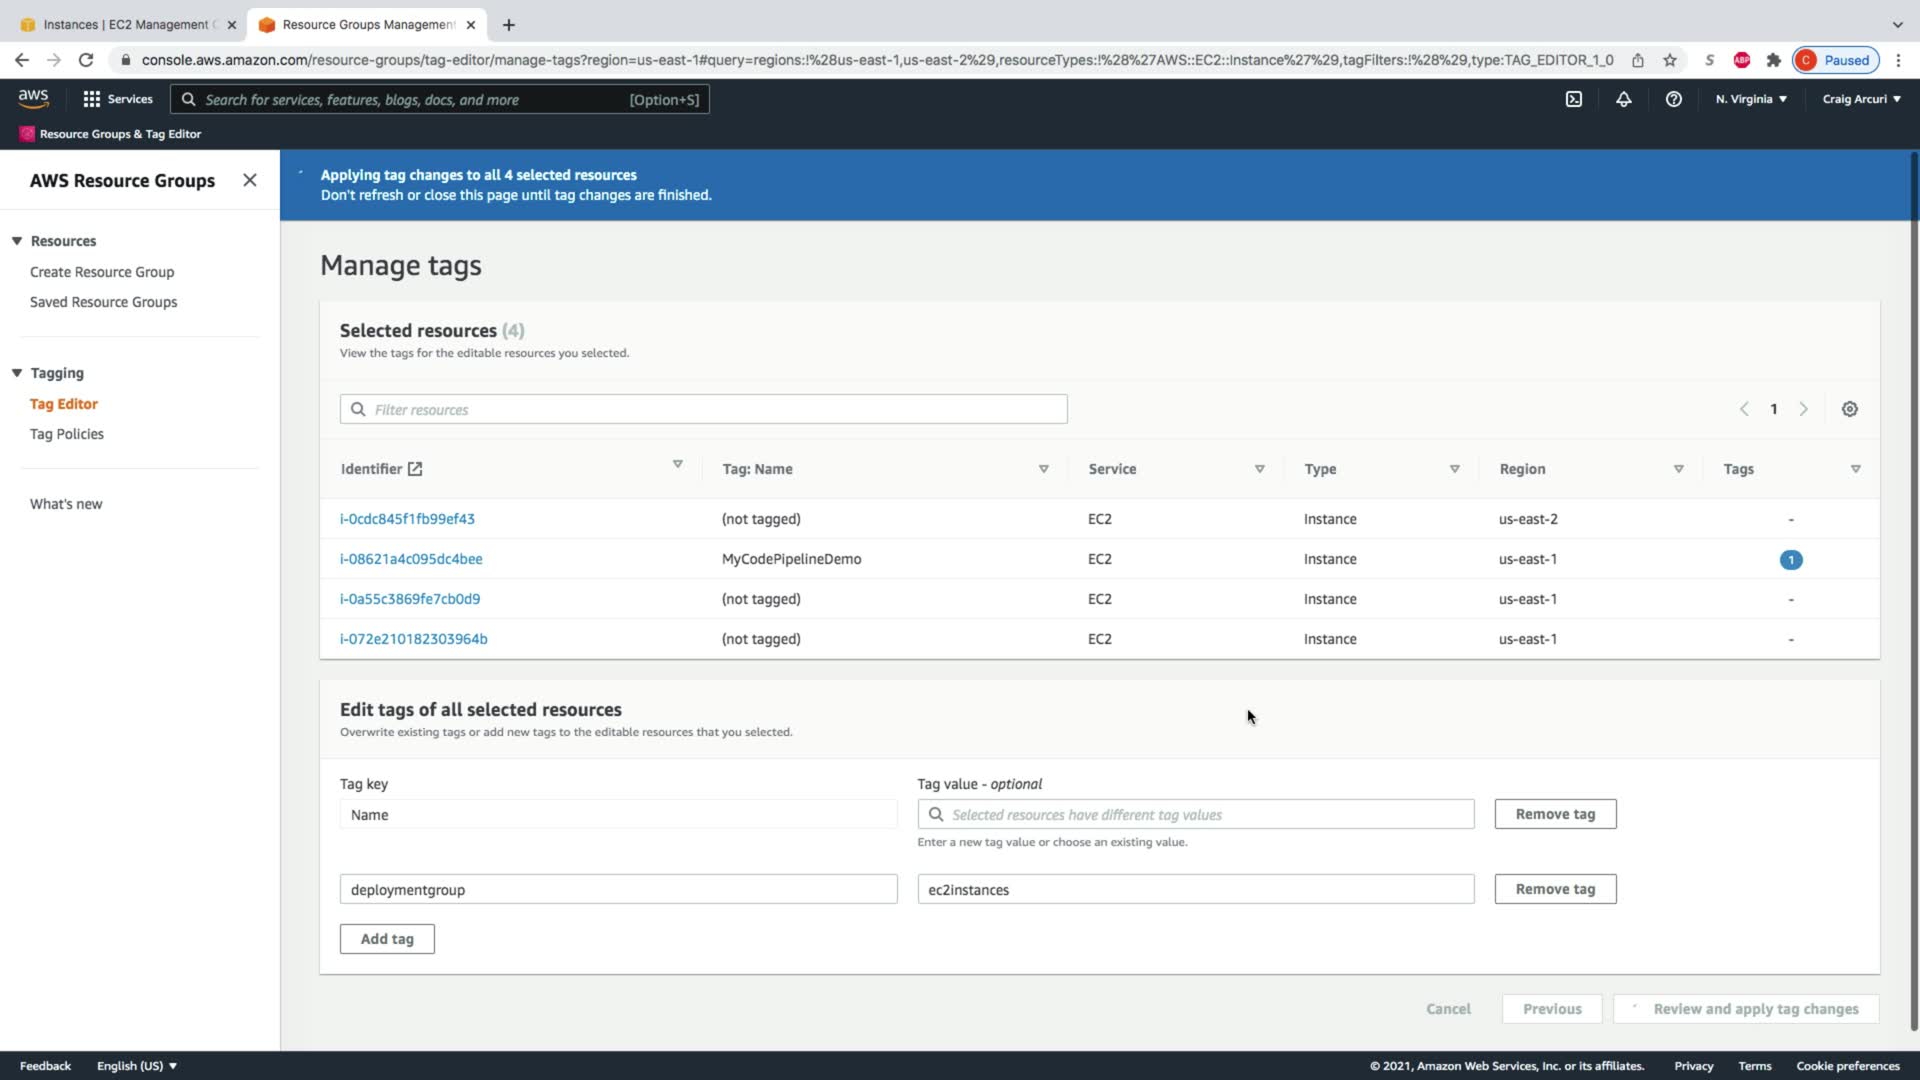 Instances | EC2 Management C
Resource Groups Management
console.aws.amazon.com/resource-groups/tag-editor/manage-tags?region=us-east-1#query=regions:!%28us-east-1,us-east-2%29,resourceTypes:!%28%27AWS::EC2::Instance%27%29,tagFilters:!%28%29,type:TAG_EDITOR_1_0
S
ABP
C
Paused
aws
Services
Search for services, features, blogs, docs, and more
[Option+S]
N. Virginia
Craig Arcuri
Resource Groups & Tag Editor
AWS Resource Groups
Resources
Create Resource Group
Saved Resource Groups
Tagging
Tag Editor
Tag Policies
What's new
Applying tag changes to all 4 selected resources
Don't refresh or close this page until tag changes are finished.
Manage tags
Selected resources (4)
View the tags for the editable resources you selected.
Filter resources
1
Identifier Tag: Name Service Type Region Tags
i-0cdc845f1fb99ef43 (not tagged) EC2 Instance us-east-2 -
i-08621a4c095dc4bee MyCodePipelineDemo EC2 Instance us-east-1 1
i-0a55c3869fe7cb0d9 (not tagged) EC2 Instance us-east-1 -
i-072e210182303964b (not tagged) EC2 Instance us-east-1 -
Edit tags of all selected resources
Overwrite existing tags or add new tags to the editable resources that you selected.
Tag key
Tag value - optional
Name
Selected resources have different tag values
Remove tag
Enter a new tag value or choose an existing value.
deploymentgroup
ec2instances
Remove tag
Add tag
Cancel
Previous
Review and apply tag changes
Feedback
English (US)
© 2021, Amazon Web Services, Inc. or its affiliates.
Privacy
Terms
Cookie preferences